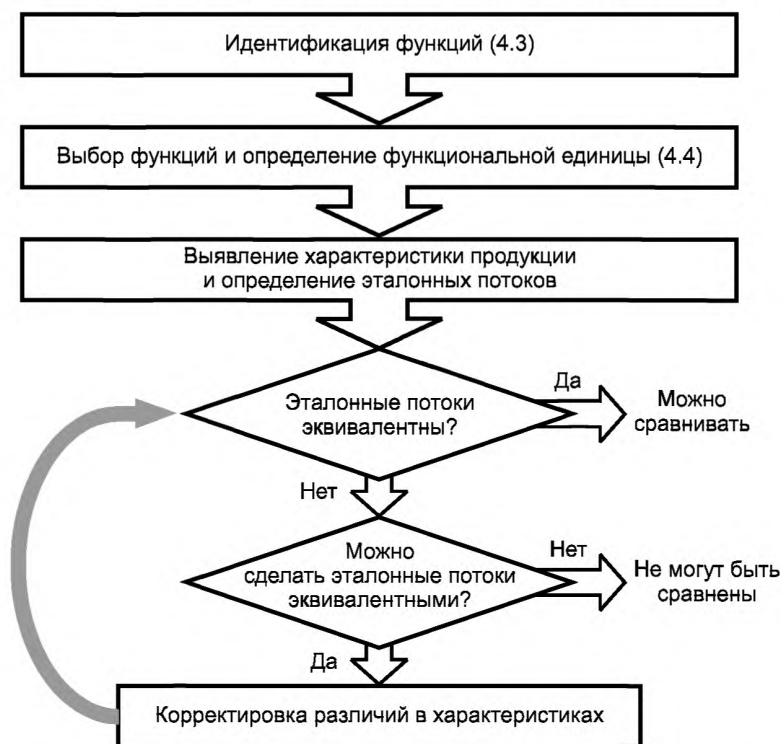 Идентификация функций (4.3)
Выбор функций и определение функциональной единицы (4.4)
Выявление характеристики продукции
и определение эталонных потоков
Эталонные потоки
эквивалентны?
Да
Можно
сравнивать
Нет
Можно
сделать эталонные потоки
эквивалентными?
Нет
Не могут быть
сравнены
Да
Корректировка различий в характеристиках